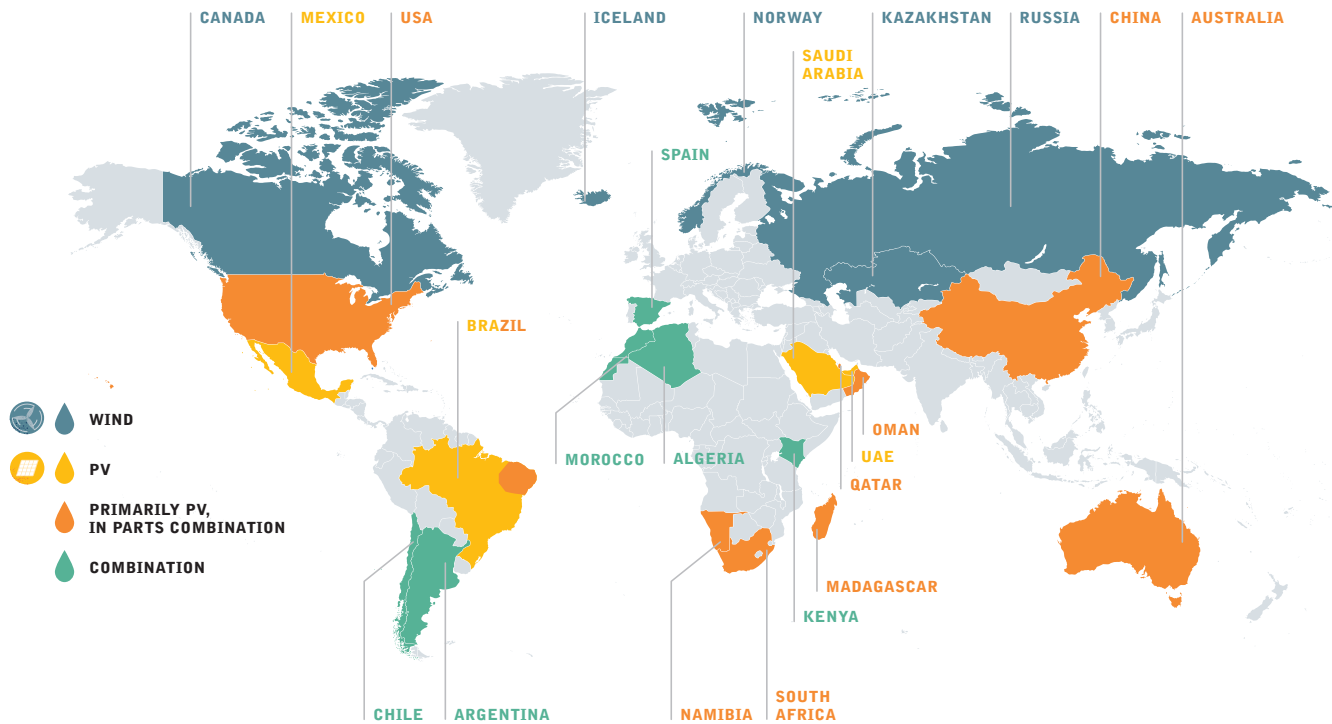 CANADA
MEXICO
USA
ICELAND
NORWAY
KAZAKHSTAN
RUSSIA
CHINA
AUSTRALIA
SAUDI
ARABIA
SPAIN
BRAZIL
WIND
PV
PRIMARILY PV,
IN PARTS COMBINATION
COMBINATION
MOROCCO
ALGERIA
OMAN
UAE
QATAR
MADAGASCAR
KENYA
CHILE
ARGENTINA
NAMIBIA
SOUTH
AFRICA